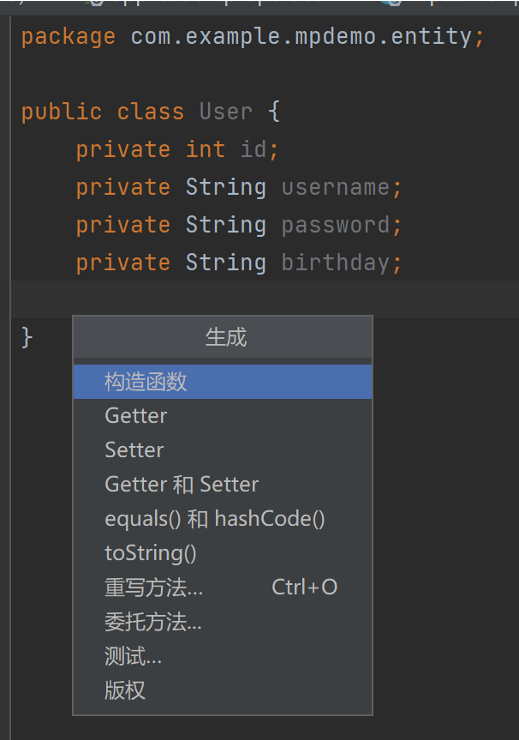 package com.example.mpdemo.entity;
public class User {
private int id;
private String username;
private String password;
private String birthday;
}
生成
构造函数
Getter
Setter
Getter 和 Setter
equals() 和 hashCode()
toString()
重写方法... Ctrl+O
委托方法...
测试...
版权